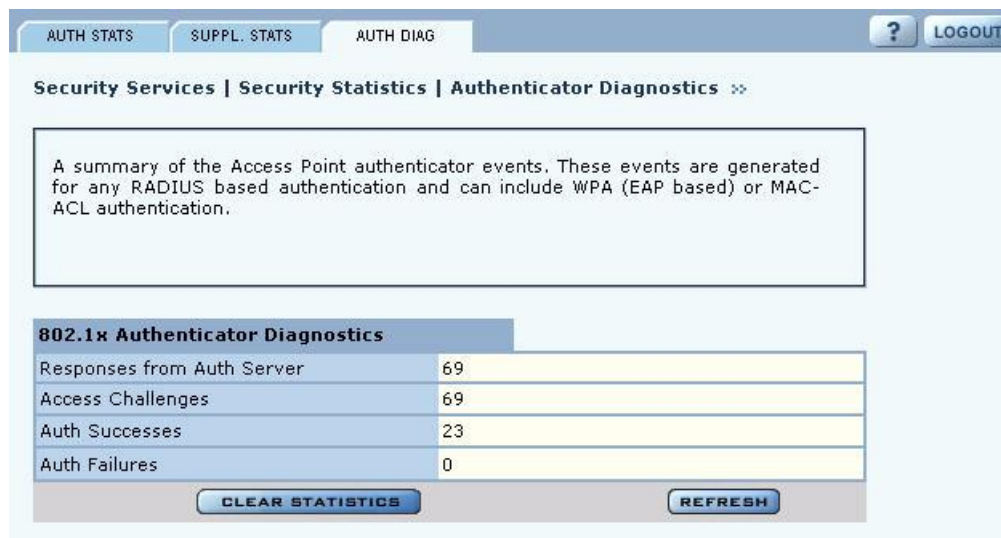 AUTH STATS SUPPL. STATS AUTH DIAG ? LOGOUT
Security Services | Security Statistics | Authenticator Diagnostics »
A summary of the Access Point authenticator events. These events are generated
for any RADIUS based authentication and can include WPA (EAP based) or MAC-
ACL authentication.
802.1x Authenticator Diagnostics
Responses from Auth Server 69
Access Challenges 69
Auth Successes 23
Auth Failures 0
CLEAR STATISTICS REFRESH